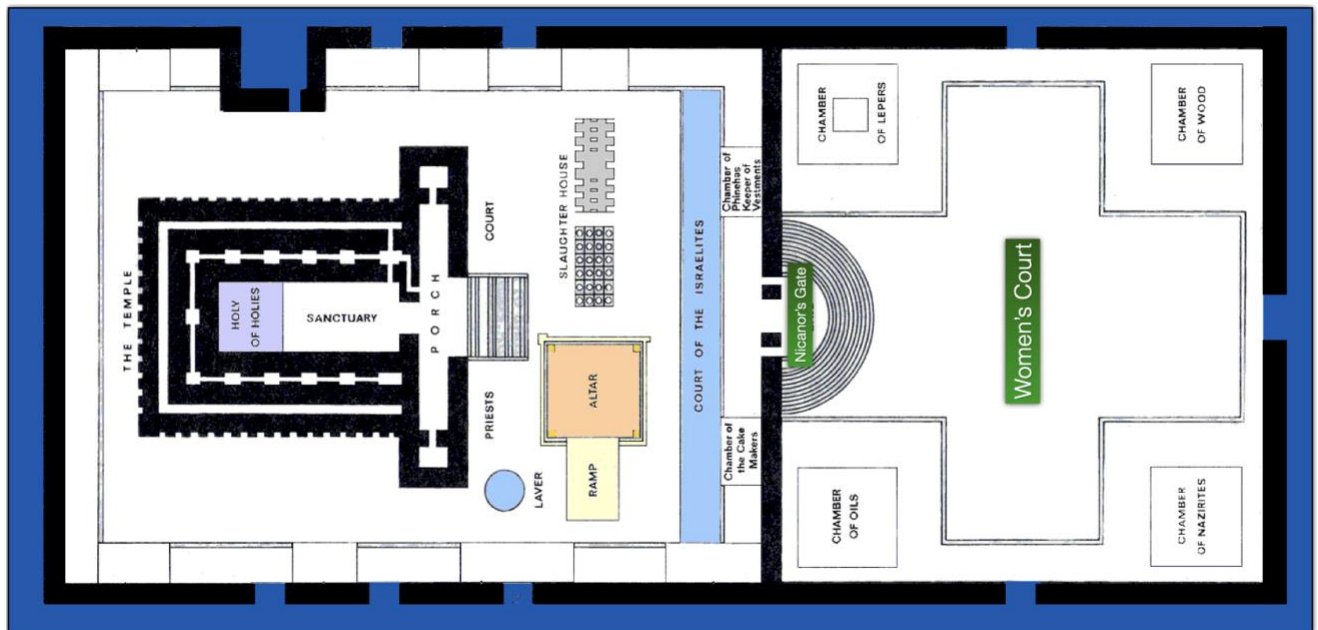 THE TEMPLE
HOLY
OF HOLIES
SANCTUARY
PORCH
PRIESTS
COURT
LAVER
SLAUGHTER HOUSE
ALTAR
RAMP
COURT OF THE ISRAELITES
Chamber of
Phinehas
Keeper of
Vestments
Chamber of
the Cake
Makers
Nicanor's Gate
CHAMBER
OF LEPERS
CHAMBER
OF OILS
Women's Court
CHAMBER
OF WOOD
CHAMBER
OF NAZIRITES